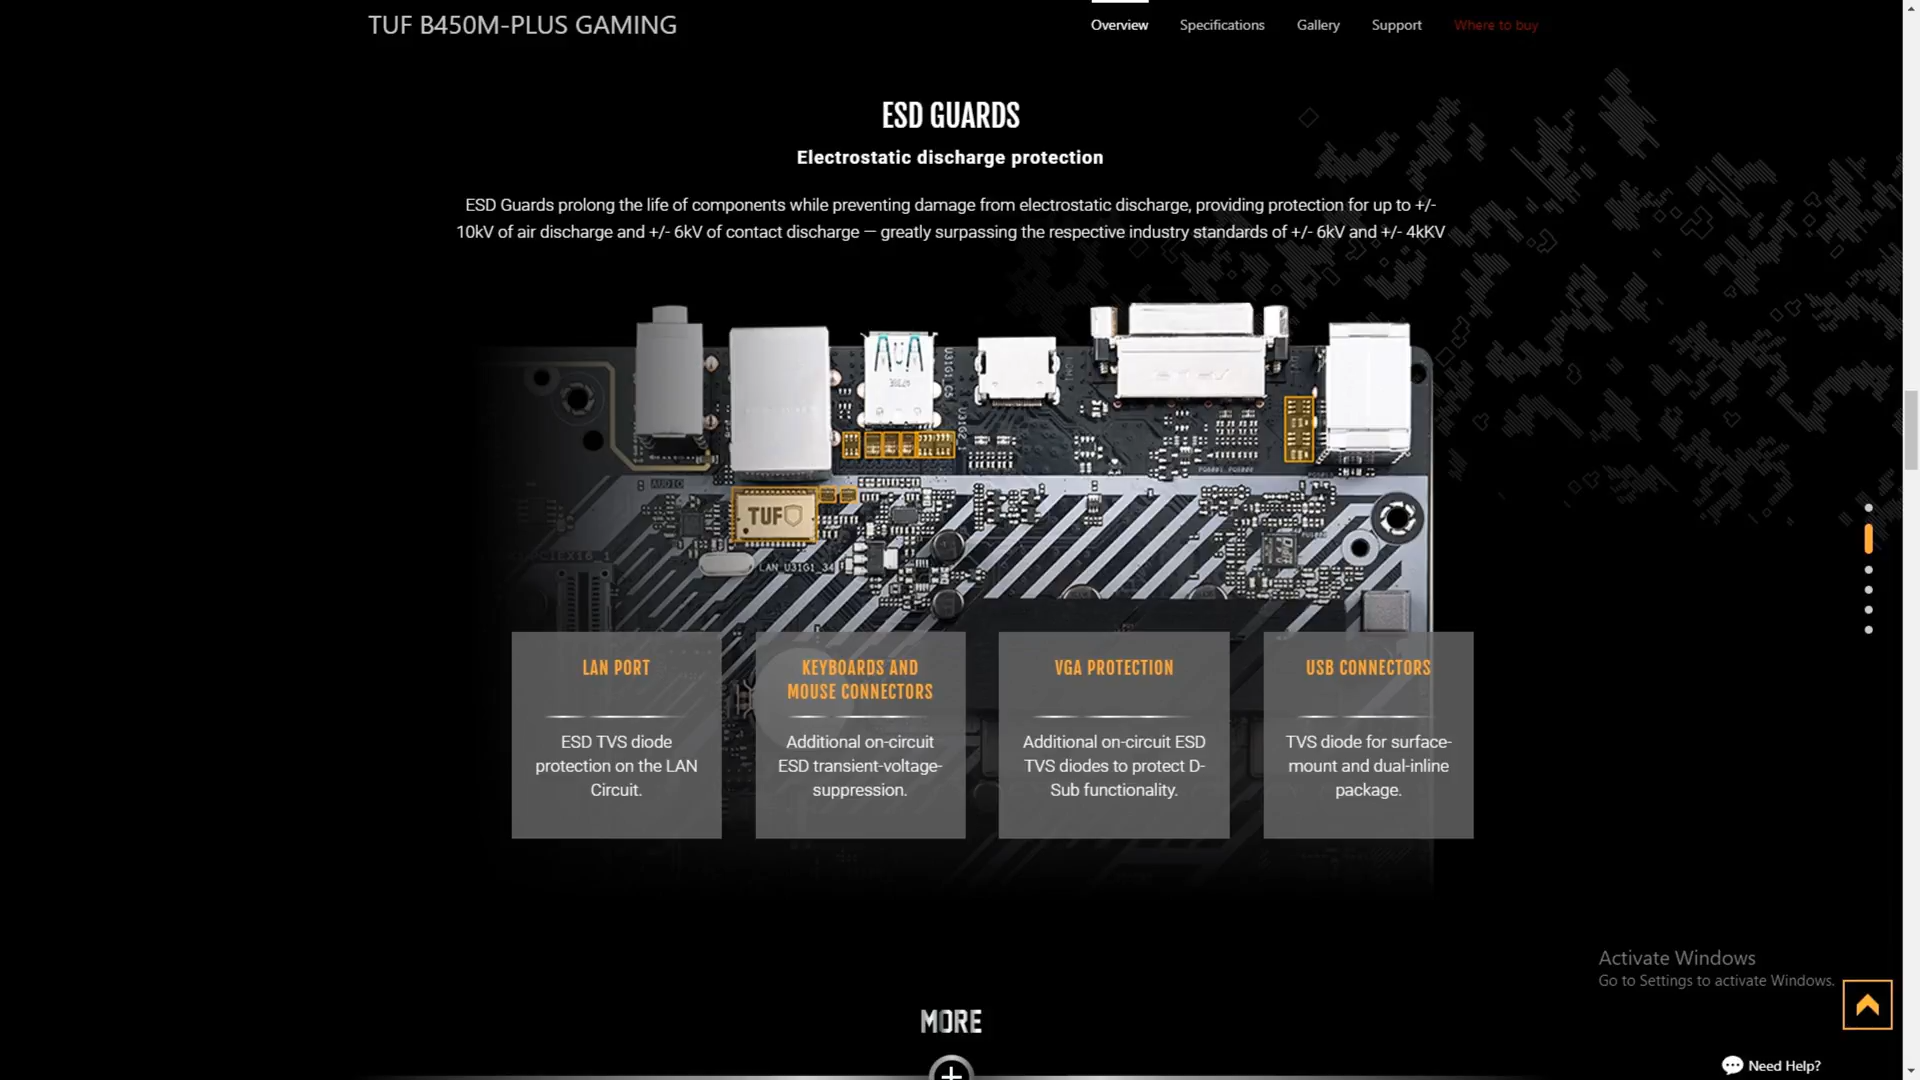 TUF B450M-PLUS GAMING
Overview
Specifications
Gallery
Support
Where to buy
ESD GUARDS
Electrostatic discharge protection
ESD Guards prolong the life of components while preventing damage from electrostatic discharge, providing protection for up to +/-
10kV of air discharge and +/- 6kV of contact discharge — greatly surpassing the respective industry standards of +/- 6kV and +/- 4kKV
AUDIO
TUF
LAN_U31G1_34
LAN PORT
ESD TVS diode
protection on the LAN
Circuit.
KEYBOARDS AND
MOUSE CONNECTORS
Additional on-circuit
ESD transient-voltage-
suppression.
VGA PROTECTION
Additional on-circuit ESD
TVS diodes to protect D-
Sub functionality.
USB CONNECTORS
TVS diode for surface-
mount and dual-inline
package.
Activate Windows
Go to Settings to activate Windows.
MORE
Need Help?